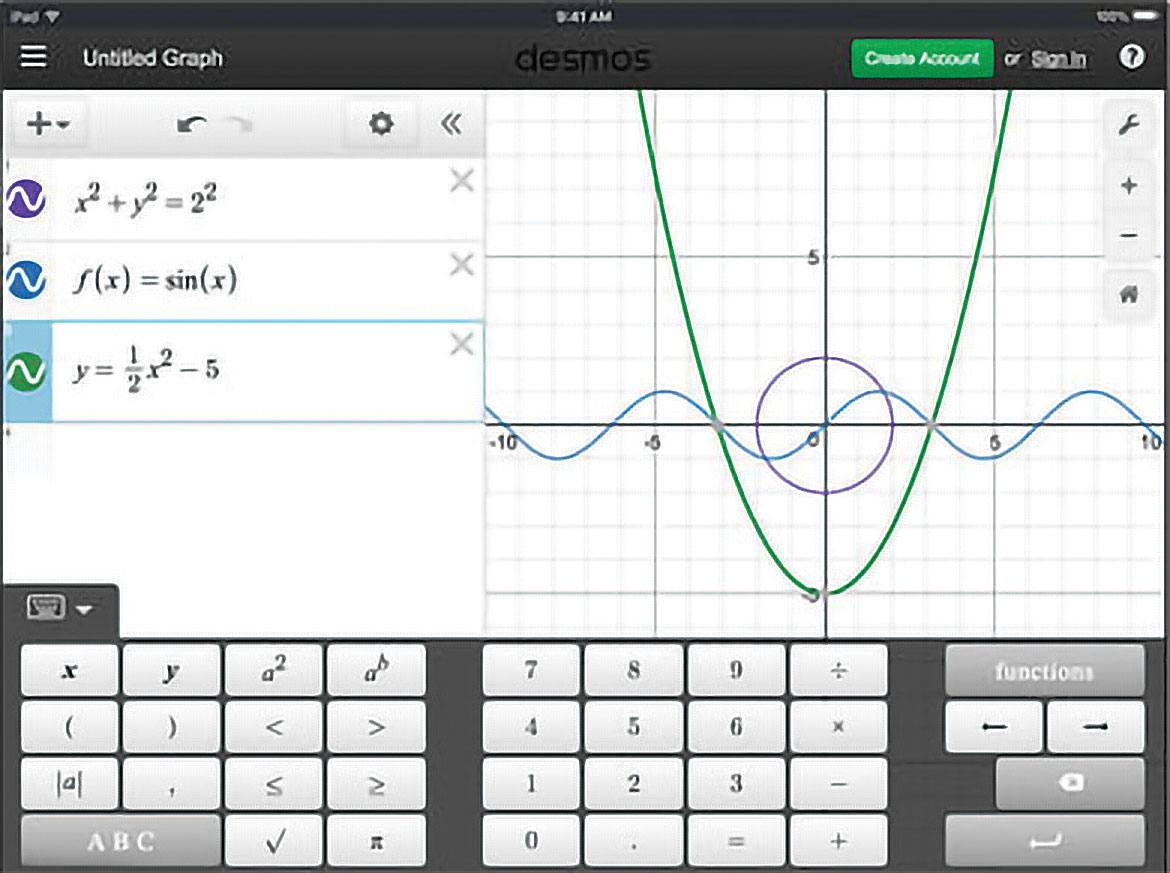 iPad 9:41 AM 100%
Untitled Graph desmos Create Account or Sign In ?
x² + y² = 2²
f(x) = sin(x)
y = 1/2 x² − 5
5
-10 -5 0 5 10
-5
x y a² aᵇ 7 8 9 ÷ functions
( ) < > 4 5 6 × ← →
|a| , ≤ ≥ 1 2 3 −
A B C √ π 0 . = +